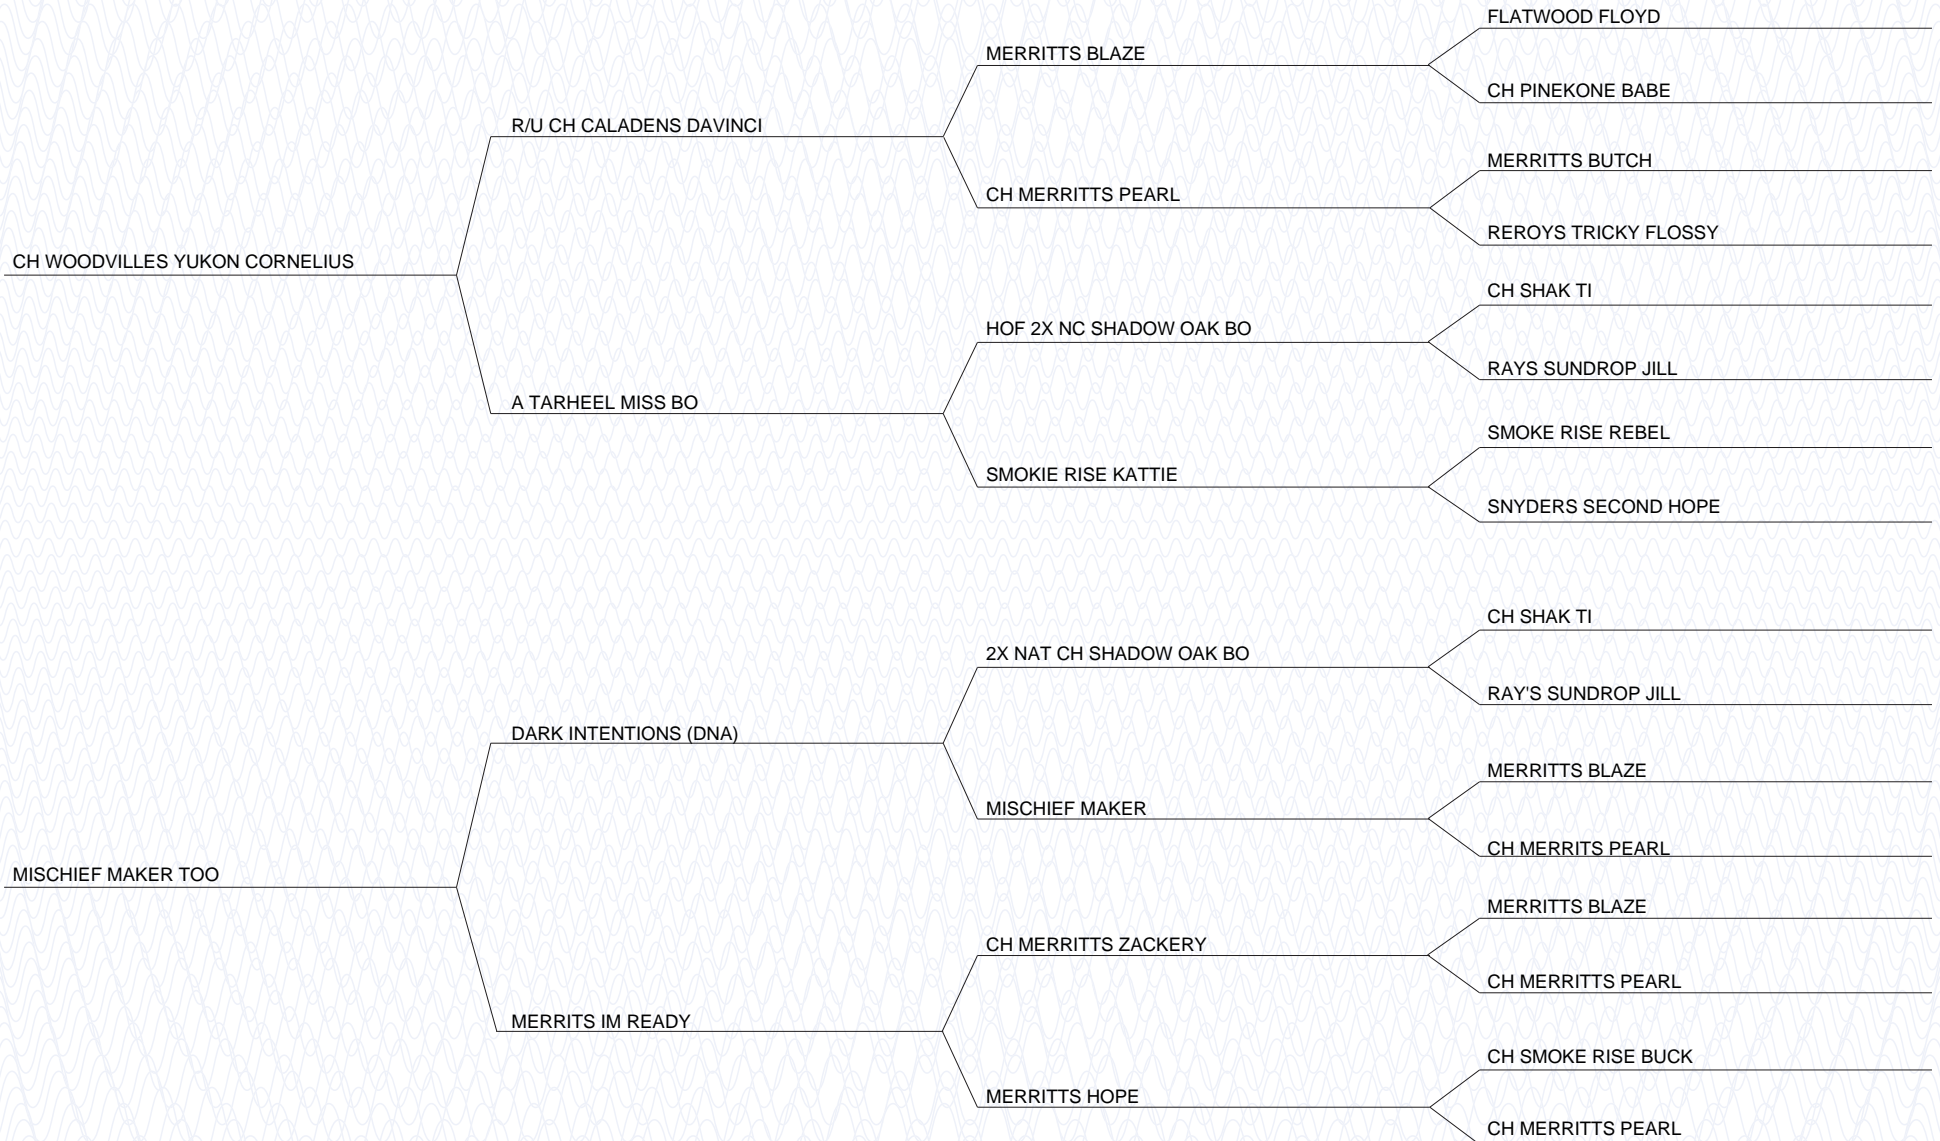 FLATWOOD FLOYD
MERRITTS BLAZE
CH PINEKONE BABE
R/U CH CALADENS DAVINCI
MERRITTS BUTCH
CH MERRITTS PEARL
REROYS TRICKY FLOSSY
CH WOODVILLES YUKON CORNELIUS
CH SHAK TI
HOF 2X NC SHADOW OAK BO
RAYS SUNDROP JILL
A TARHEEL MISS BO
SMOKE RISE REBEL
SMOKIE RISE KATTIE
SNYDERS SECOND HOPE
CH SHAK TI
2X NAT CH SHADOW OAK BO
RAY'S SUNDROP JILL
DARK INTENTIONS (DNA)
MERRITTS BLAZE
MISCHIEF MAKER
CH MERRITS PEARL
MISCHIEF MAKER TOO
MERRITTS BLAZE
CH MERRITTS ZACKERY
CH MERRITTS PEARL
MERRITS IM READY
CH SMOKE RISE BUCK
MERRITTS HOPE
CH MERRITTS PEARL